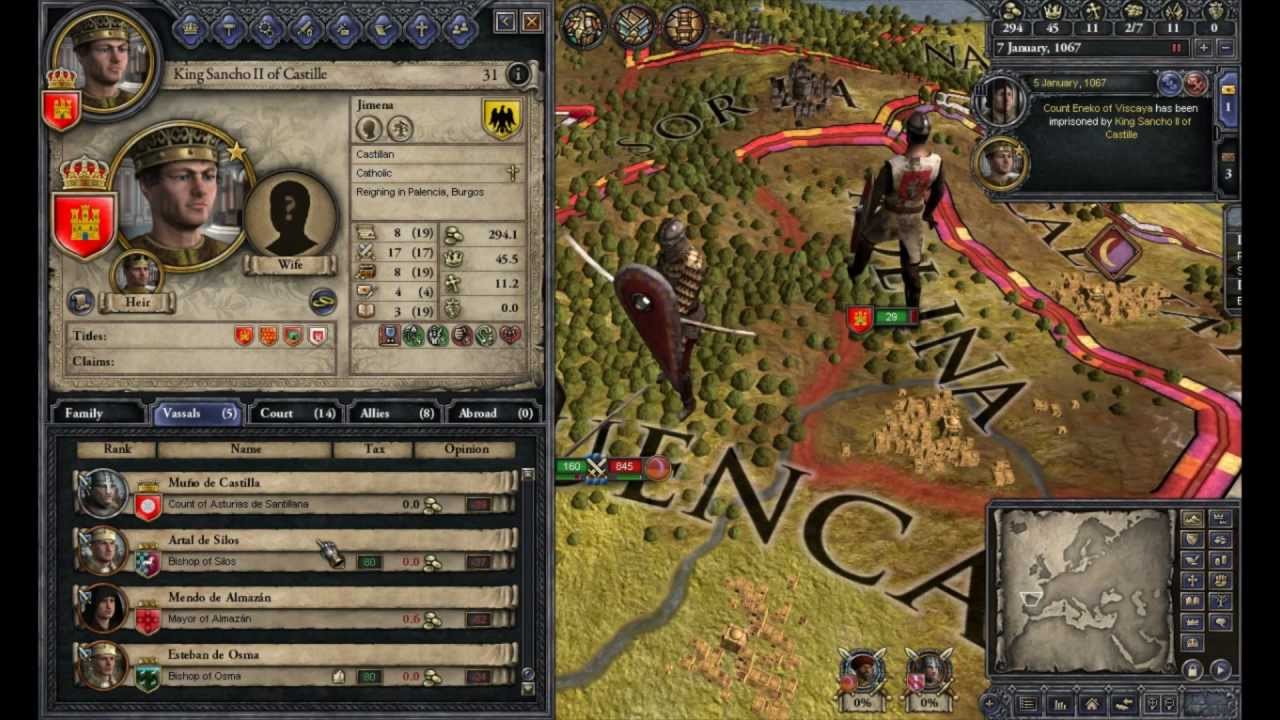 King Sancho II of Castille
31
Jimena
Castillan
Catholic
Reigning in Palencia, Burgos
Wife
Heir
8 (19) 294.1
17 (17) 45.5
8 (19) 11.2
4 (4) 0.0
3 (19)
Titles:
Claims:
Family
Vassals (5)
Court (14)
Allies (8)
Abroad (0)
Rank Name Tax Opinion
Muño de Castilla
Count of Asturias de Santillana 0.0
Artal de Silos
Bishop of Silos 80 0.0
Mendo de Almazán
Mayor of Almazán 0.6
Esteban de Osma
Bishop of Osma 80 0.0
294 45 11 2/7 11 0
7 January, 1067
5 January, 1067
Count Eneko of Viscaya has been
imprisoned by King Sancho II of
Castille
1
3
NA
SORIA
29
160 845
0% 0%